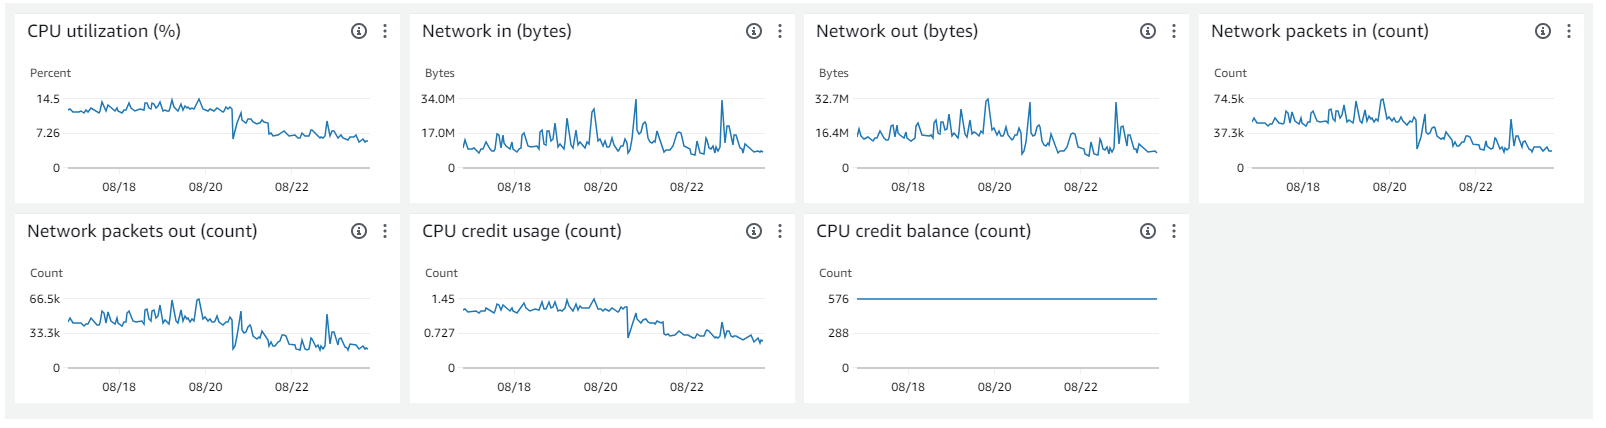 CPU utilization (%)
Percent
14.5
7.26
0
08/18 08/20 08/22
Network in (bytes)
Bytes
34.0M
17.0M
0
08/18 08/20 08/22
Network out (bytes)
Bytes
32.7M
16.4M
0
08/18 08/20 08/22
Network packets in (count)
Count
74.5k
37.3k
0
08/18 08/20 08/22
Network packets out (count)
Count
66.5k
33.3k
0
08/18 08/20 08/22
CPU credit usage (count)
Count
1.45
0.727
0
08/18 08/20 08/22
CPU credit balance (count)
Count
576
288
0
08/18 08/20 08/22